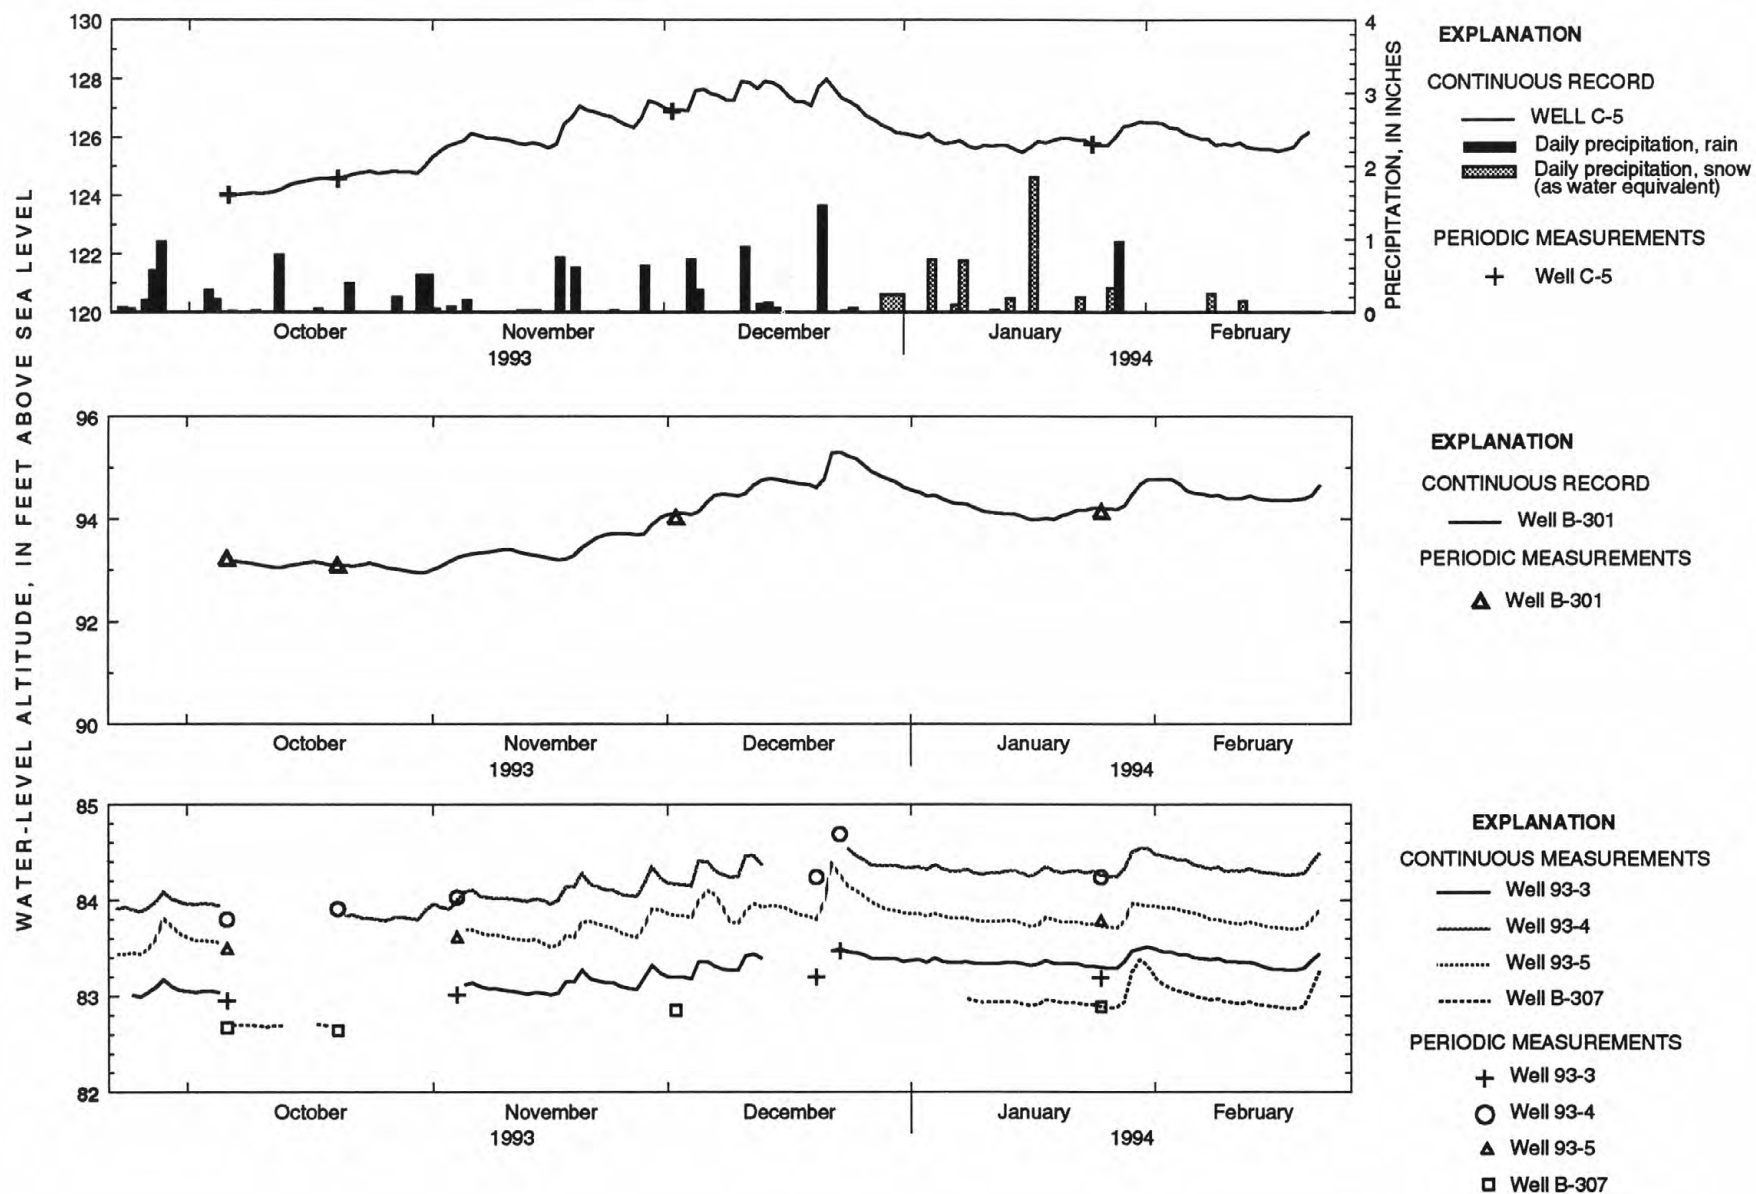 WATER-LEVEL ALTITUDE, IN FEET ABOVE SEA LEVEL
130
128
126
124
122
120
4
3
2
1
0
PRECIPITATION, IN INCHES
October November December January February
1993 1994
EXPLANATION
CONTINUOUS RECORD
WELL C-5
Daily precipitation, rain
Daily precipitation, snow
(as water equivalent)
PERIODIC MEASUREMENTS
Well C-5
96
94
92
90
October November December January February
1993 1994
EXPLANATION
CONTINUOUS RECORD
Well B-301
PERIODIC MEASUREMENTS
Well B-301
85
84
83
82
October November December January February
1993 1994
EXPLANATION
CONTINUOUS MEASUREMENTS
Well 93-3
Well 93-4
Well 93-5
Well B-307
PERIODIC MEASUREMENTS
Well 93-3
Well 93-4
Well 93-5
Well B-307